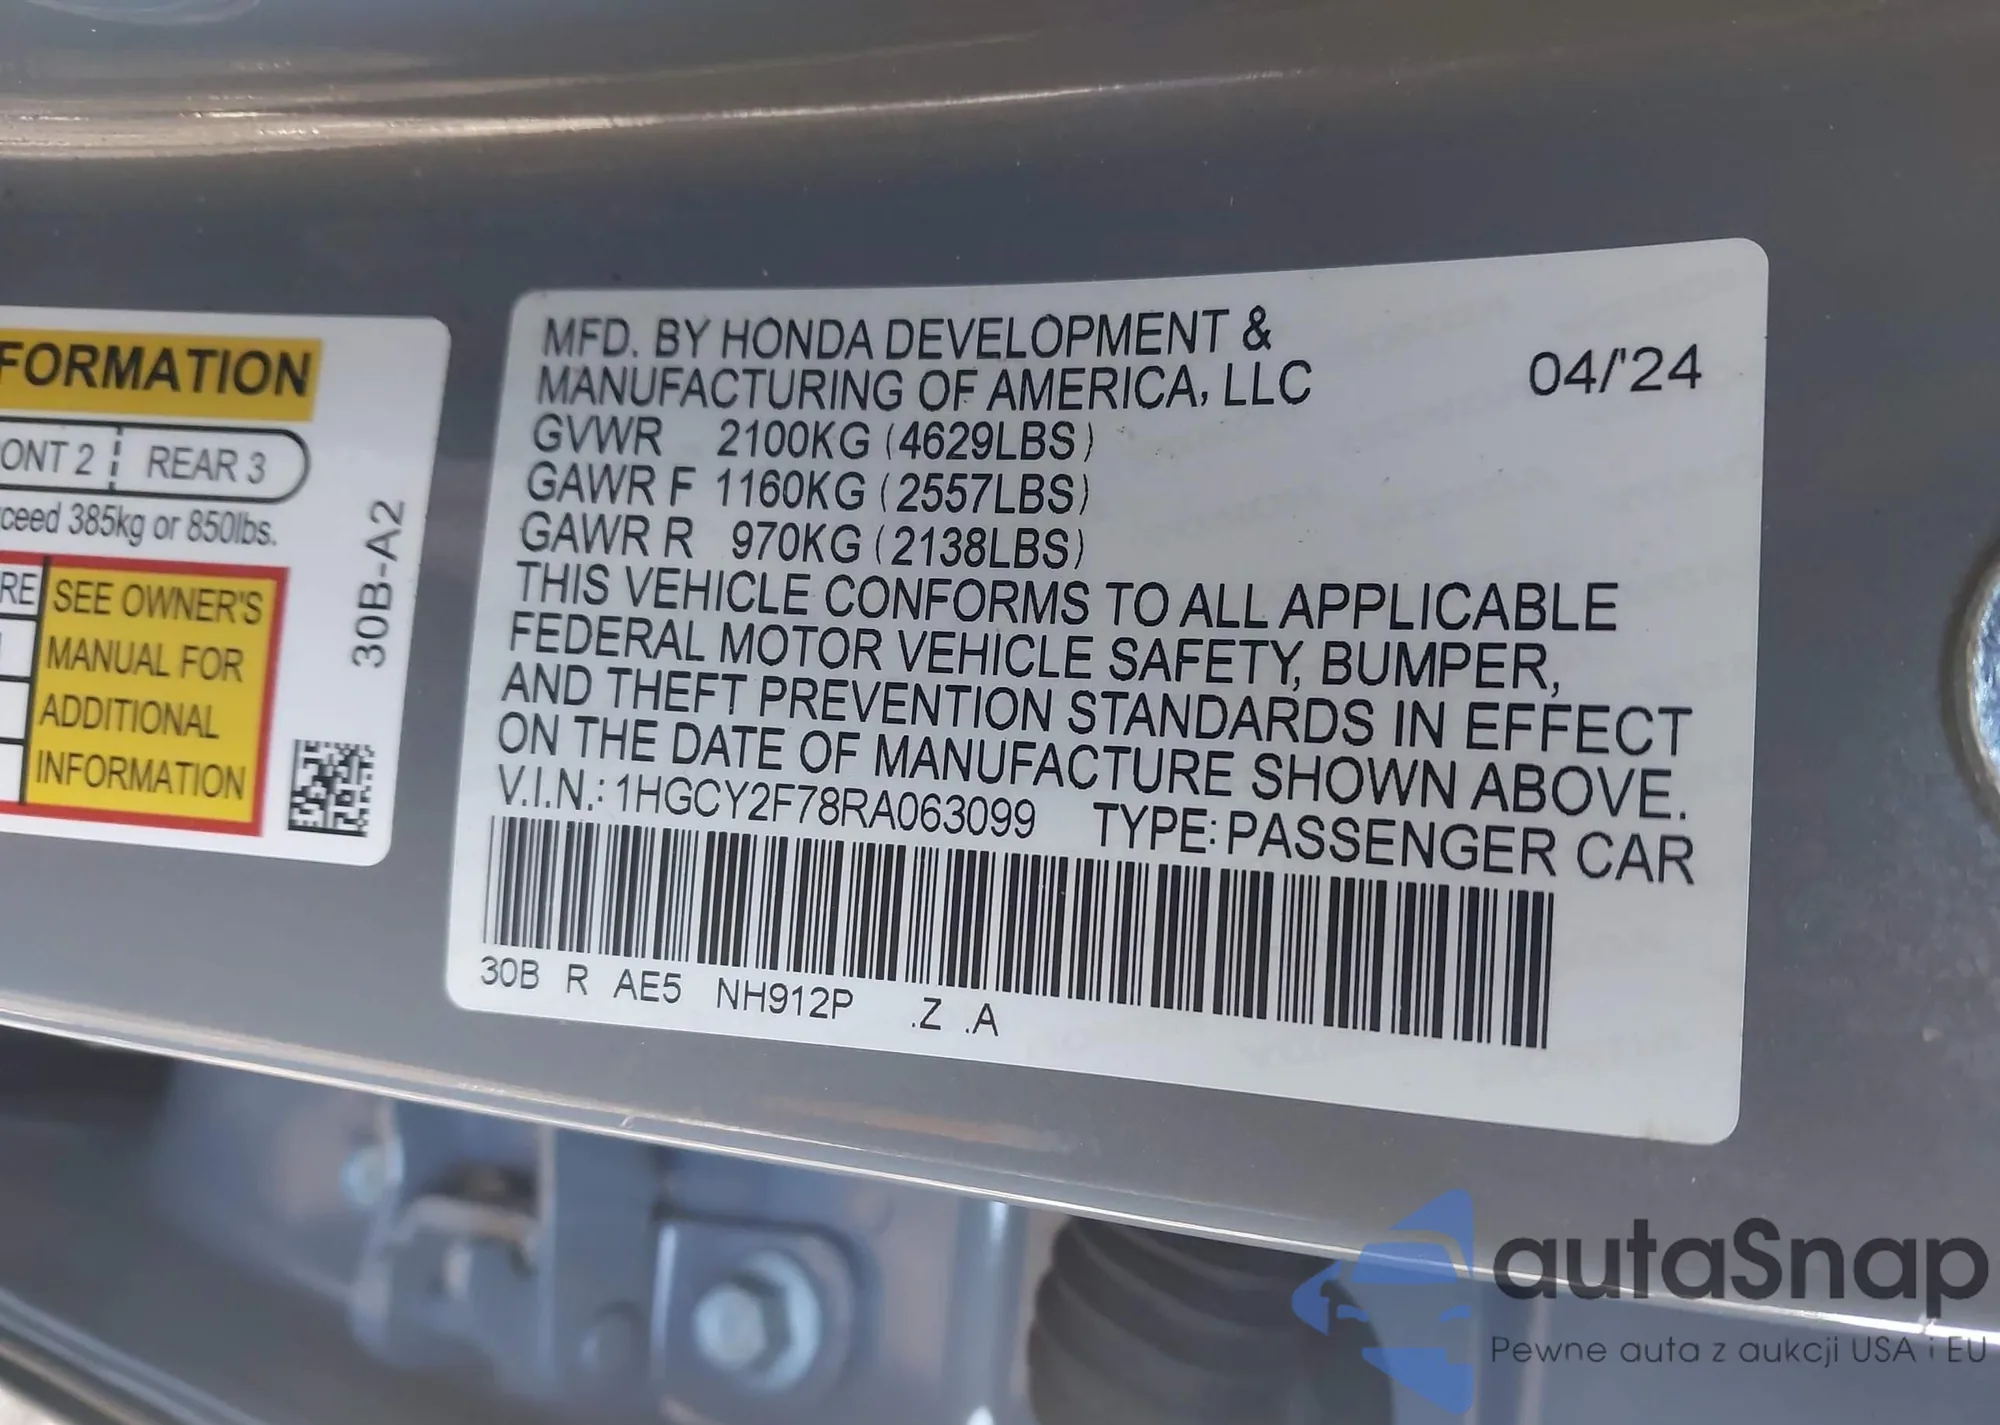 FORMATION
ONT 2 REAR 3
ceed 385kg or 850lbs.
RE
SEE OWNER'S
MANUAL FOR
ADDITIONAL
INFORMATION
30B-A2
MFD. BY HONDA DEVELOPMENT &
MANUFACTURING OF AMERICA, LLC
04/'24
GVWR 2100KG (4629LBS)
GAWR F 1160KG (2557LBS)
GAWR R 970KG (2138LBS)
THIS VEHICLE CONFORMS TO ALL APPLICABLE
FEDERAL MOTOR VEHICLE SAFETY, BUMPER,
AND THEFT PREVENTION STANDARDS IN EFFECT
ON THE DATE OF MANUFACTURE SHOWN ABOVE.
V.I.N.: 1HGCY2F78RA063099 TYPE: PASSENGER CAR
30B R AE5 NH912P .Z .A
autaSnap
Pewne auta z aukcji USA i EU